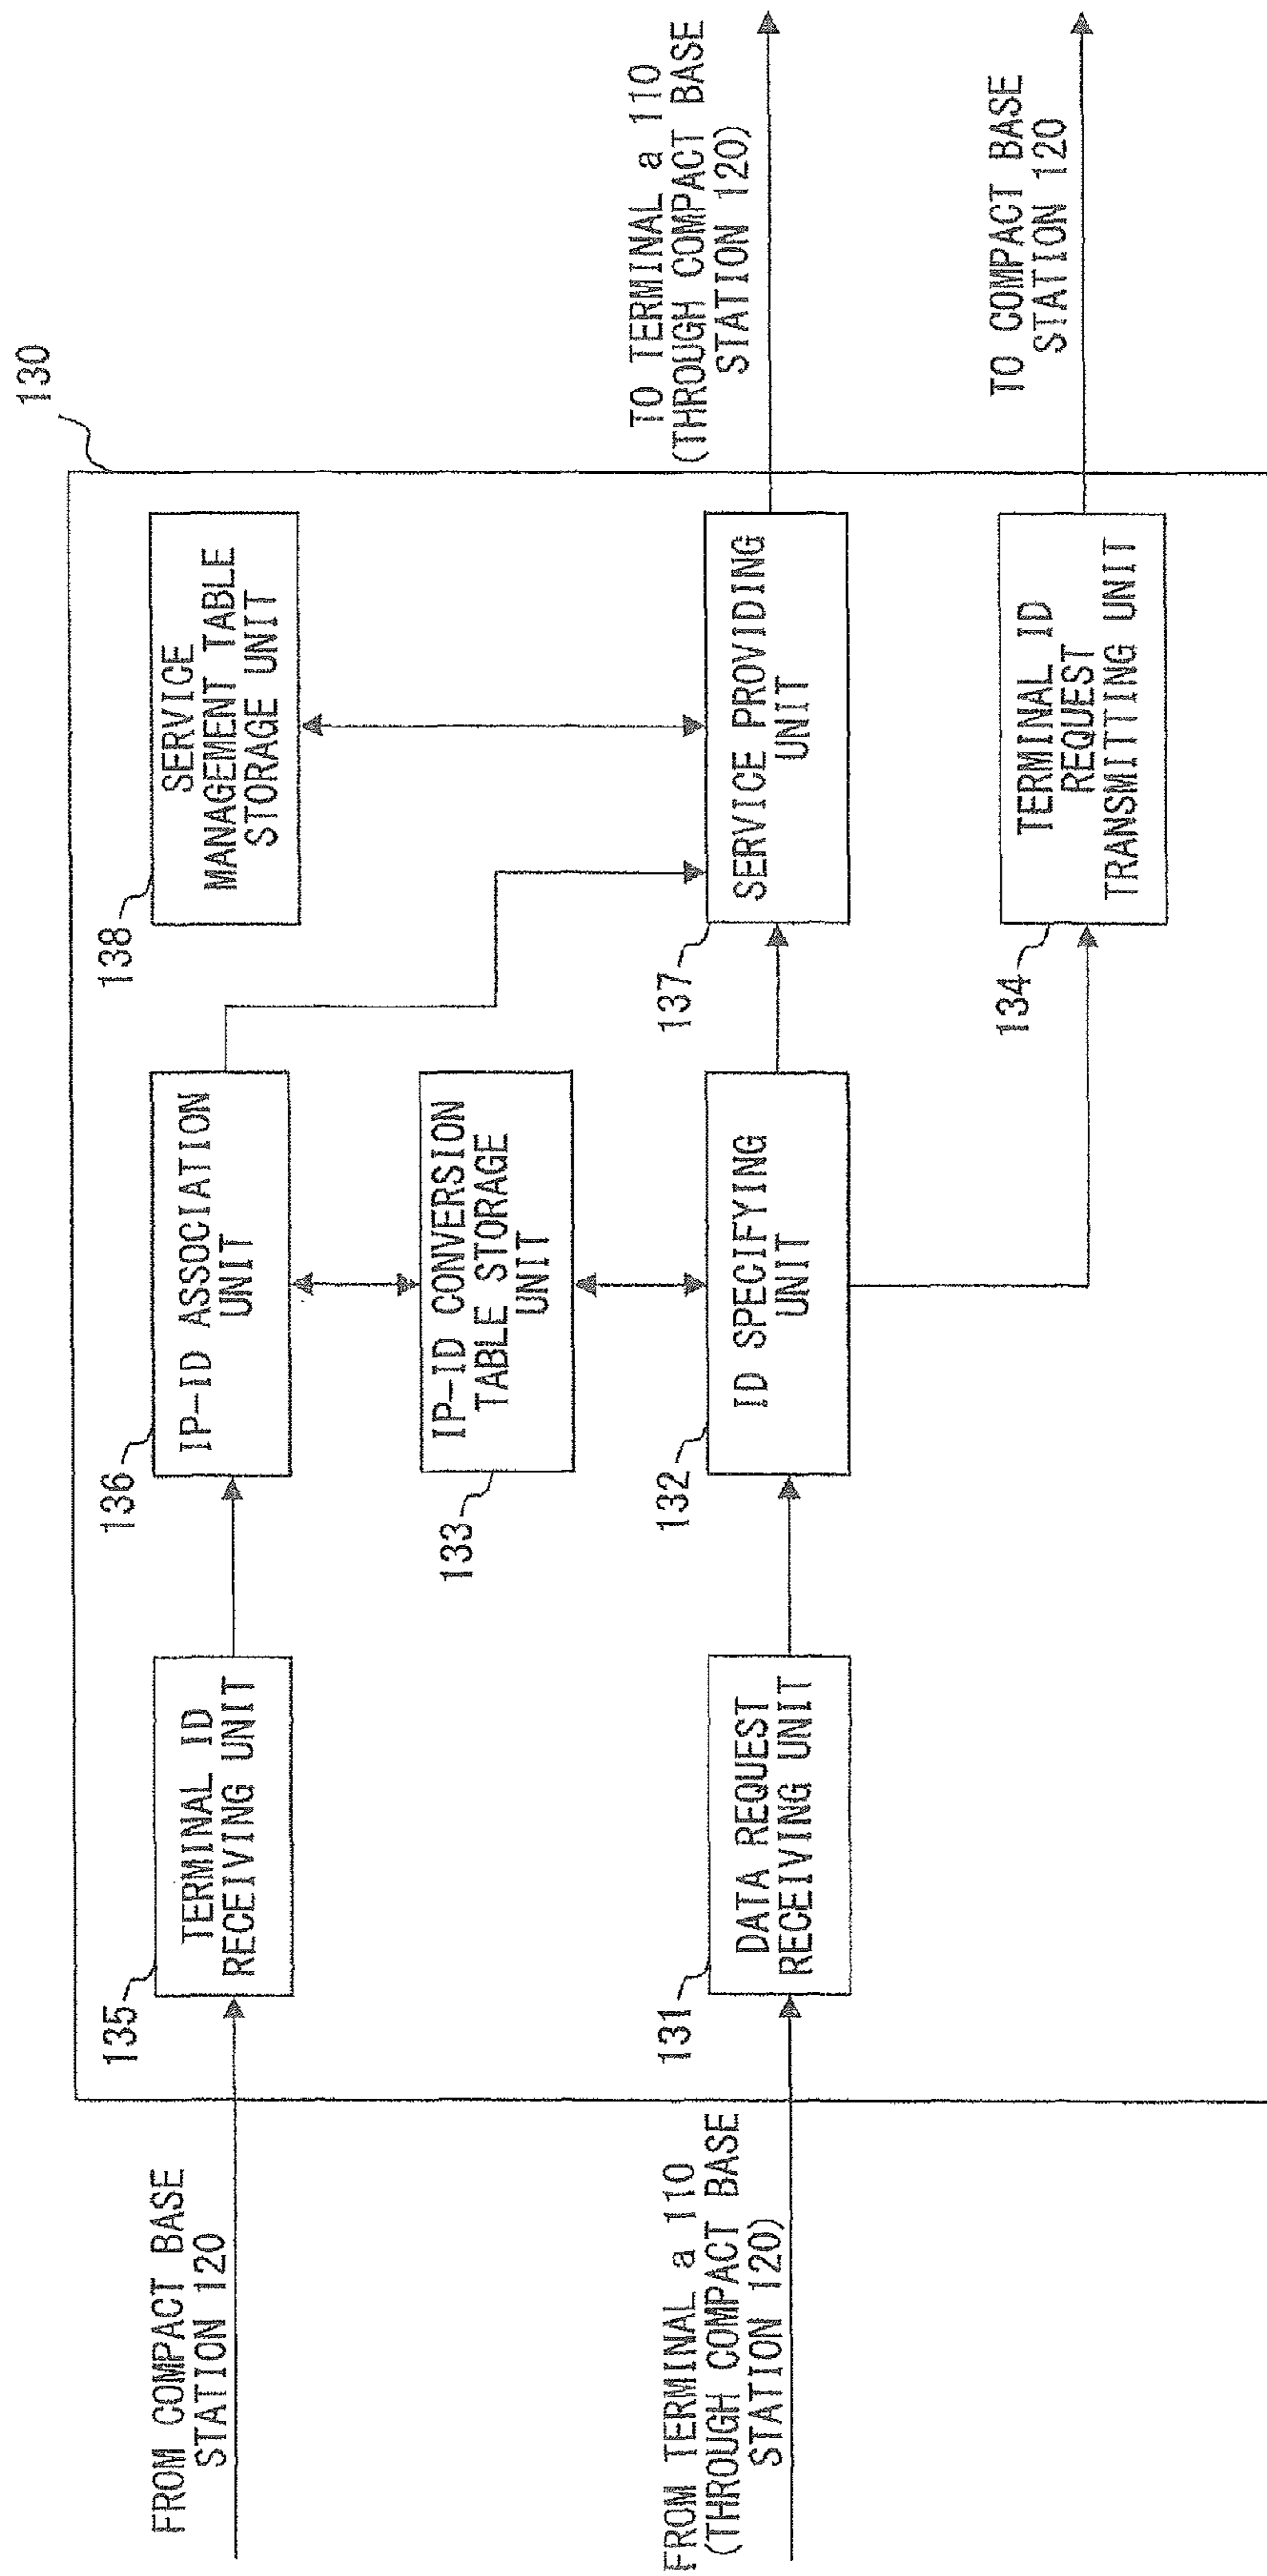 130
FROM COMPACT BASE
STATION 120
135
TERMINAL ID
RECEIVING UNIT
136
IP-ID ASSOCIATION
UNIT
138
SERVICE
MANAGEMENT TABLE
STORAGE UNIT
133
IP-ID CONVERSION
TABLE STORAGE
UNIT
FROM TERMINAL a 110
(THROUGH COMPACT BASE
STATION 120)
131
DATA REQUEST
RECEIVING UNIT
132
ID SPECIFYING
UNIT
137
SERVICE PROVIDING
UNIT
TO TERMINAL a 110
(THROUGH COMPACT BASE
STATION 120)
134
TERMINAL ID
REQUEST
TRANSMITTING UNIT
TO COMPACT BASE
STATION 120